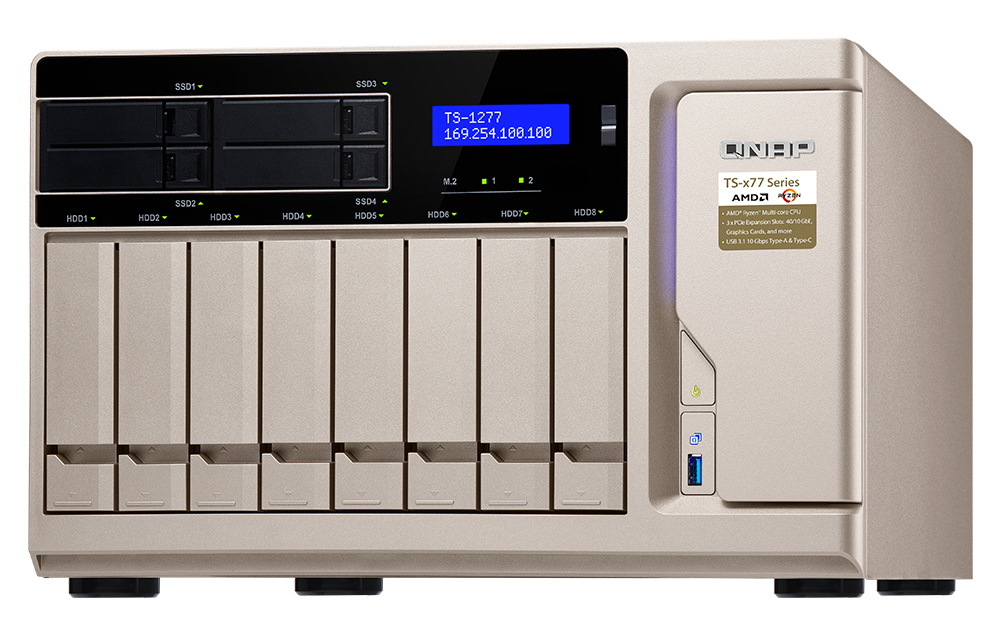 SSD1
SSD3
TS-1277
169.254.100.100
M.2 1 2
SSD2
SSD4
HDD1 HDD2 HDD3 HDD4 HDD5 HDD6 HDD7 HDD8
QNAP
TS-x77 Series
AMD RYZEN
• AMD® Ryzen™ Multi-core CPU
• 3 x PCIe Expansion Slots: 40/10 GbE,
Graphics Cards, and more
• USB 3.1 10 Gbps Type-A & Type-C